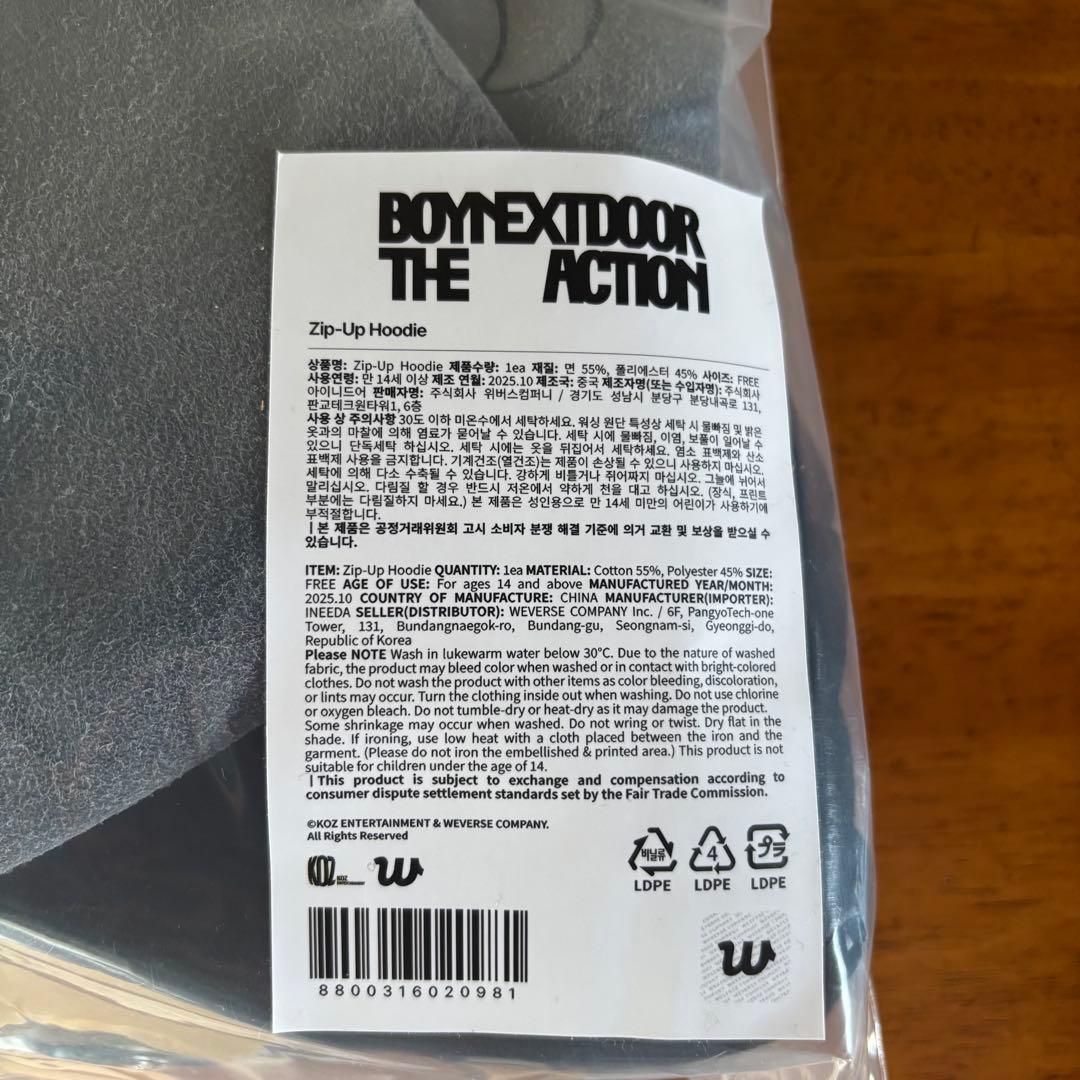 BOYNEXTDOOR
THE ACTION
Zip-Up Hoodie
상품명: Zip-Up Hoodie 제품수량: 1ea 재질: 면 55%, 폴리에스터 45% 사이즈: FREE
사용연령: 만 14세 이상 제조 연월: 2025.10 제조국: 중국 제조자명(또는 수입자명): 주식회사
아이니드어 판매자명: 주식회사 위버스컴퍼니 / 경기도 성남시 분당구 분당내곡로 131,
판교테크원타워1, 6층
사용 상 주의사항 30도 이하 미온수에서 세탁하세요. 워싱 원단 특성상 세탁 시 물빠짐 및 밝은
옷과의 마찰에 의해 염료가 묻어날 수 있습니다. 세탁 시에 물빠짐, 이염, 보풀이 일어날 수
있으니 단독세탁 하십시오. 세탁 시에는 옷을 뒤집어서 세탁하세요. 염소 표백제와 산소
표백제 사용을 금지합니다. 기계건조(열건조)는 제품이 손상될 수 있으니 사용하지 마십시오.
세탁에 의해 다소 수축될 수 있습니다. 강하게 비틀거나 쥐어짜지 마십시오. 그늘에 뉘어서
말리십시오. 다림질 할 경우 반드시 저온에서 약하게 천을 대고 하십시오. (장식, 프린트
부분에는 다림질하지 마세요.) 본 제품은 성인용으로 만 14세 미만의 어린이가 사용하기에
부적절합니다.
| 본 제품은 공정거래위원회 고시 소비자 분쟁 해결 기준에 의거 교환 및 보상을 받으실 수
있습니다.
ITEM: Zip-Up Hoodie QUANTITY: 1ea MATERIAL: Cotton 55%, Polyester 45% SIZE:
FREE AGE OF USE: For ages 14 and above MANUFACTURED YEAR/MONTH:
2025.10 COUNTRY OF MANUFACTURE: CHINA MANUFACTURER(IMPORTER):
INEEDA SELLER(DISTRIBUTOR): WEVERSE COMPANY Inc. / 6F, PangyoTech-one
Tower, 131, Bundangnaegok-ro, Bundang-gu, Seongnam-si, Gyeonggi-do,
Republic of Korea
Please NOTE Wash in lukewarm water below 30°C. Due to the nature of washed
fabric, the product may bleed color when washed or in contact with bright-colored
clothes. Do not wash the product with other items as color bleeding, discoloration,
or lints may occur. Turn the clothing inside out when washing. Do not use chlorine
or oxygen bleach. Do not tumble-dry or heat-dry as it may damage the product.
Some shrinkage may occur when washed. Do not wring or twist. Dry flat in the
shade. If ironing, use low heat with a cloth placed between the iron and the
garment. (Please do not iron the embellished & printed area.) This product is not
suitable for children under the age of 14.
| This product is subject to exchange and compensation according to
consumer dispute settlement standards set by the Fair Trade Commission.
©KOZ ENTERTAINMENT & WEVERSE COMPANY.
All Rights Reserved
KOZ KOZ ENTERTAINMENT w
비닐류 4 プラ
LDPE LDPE LDPE
w
8800316020981